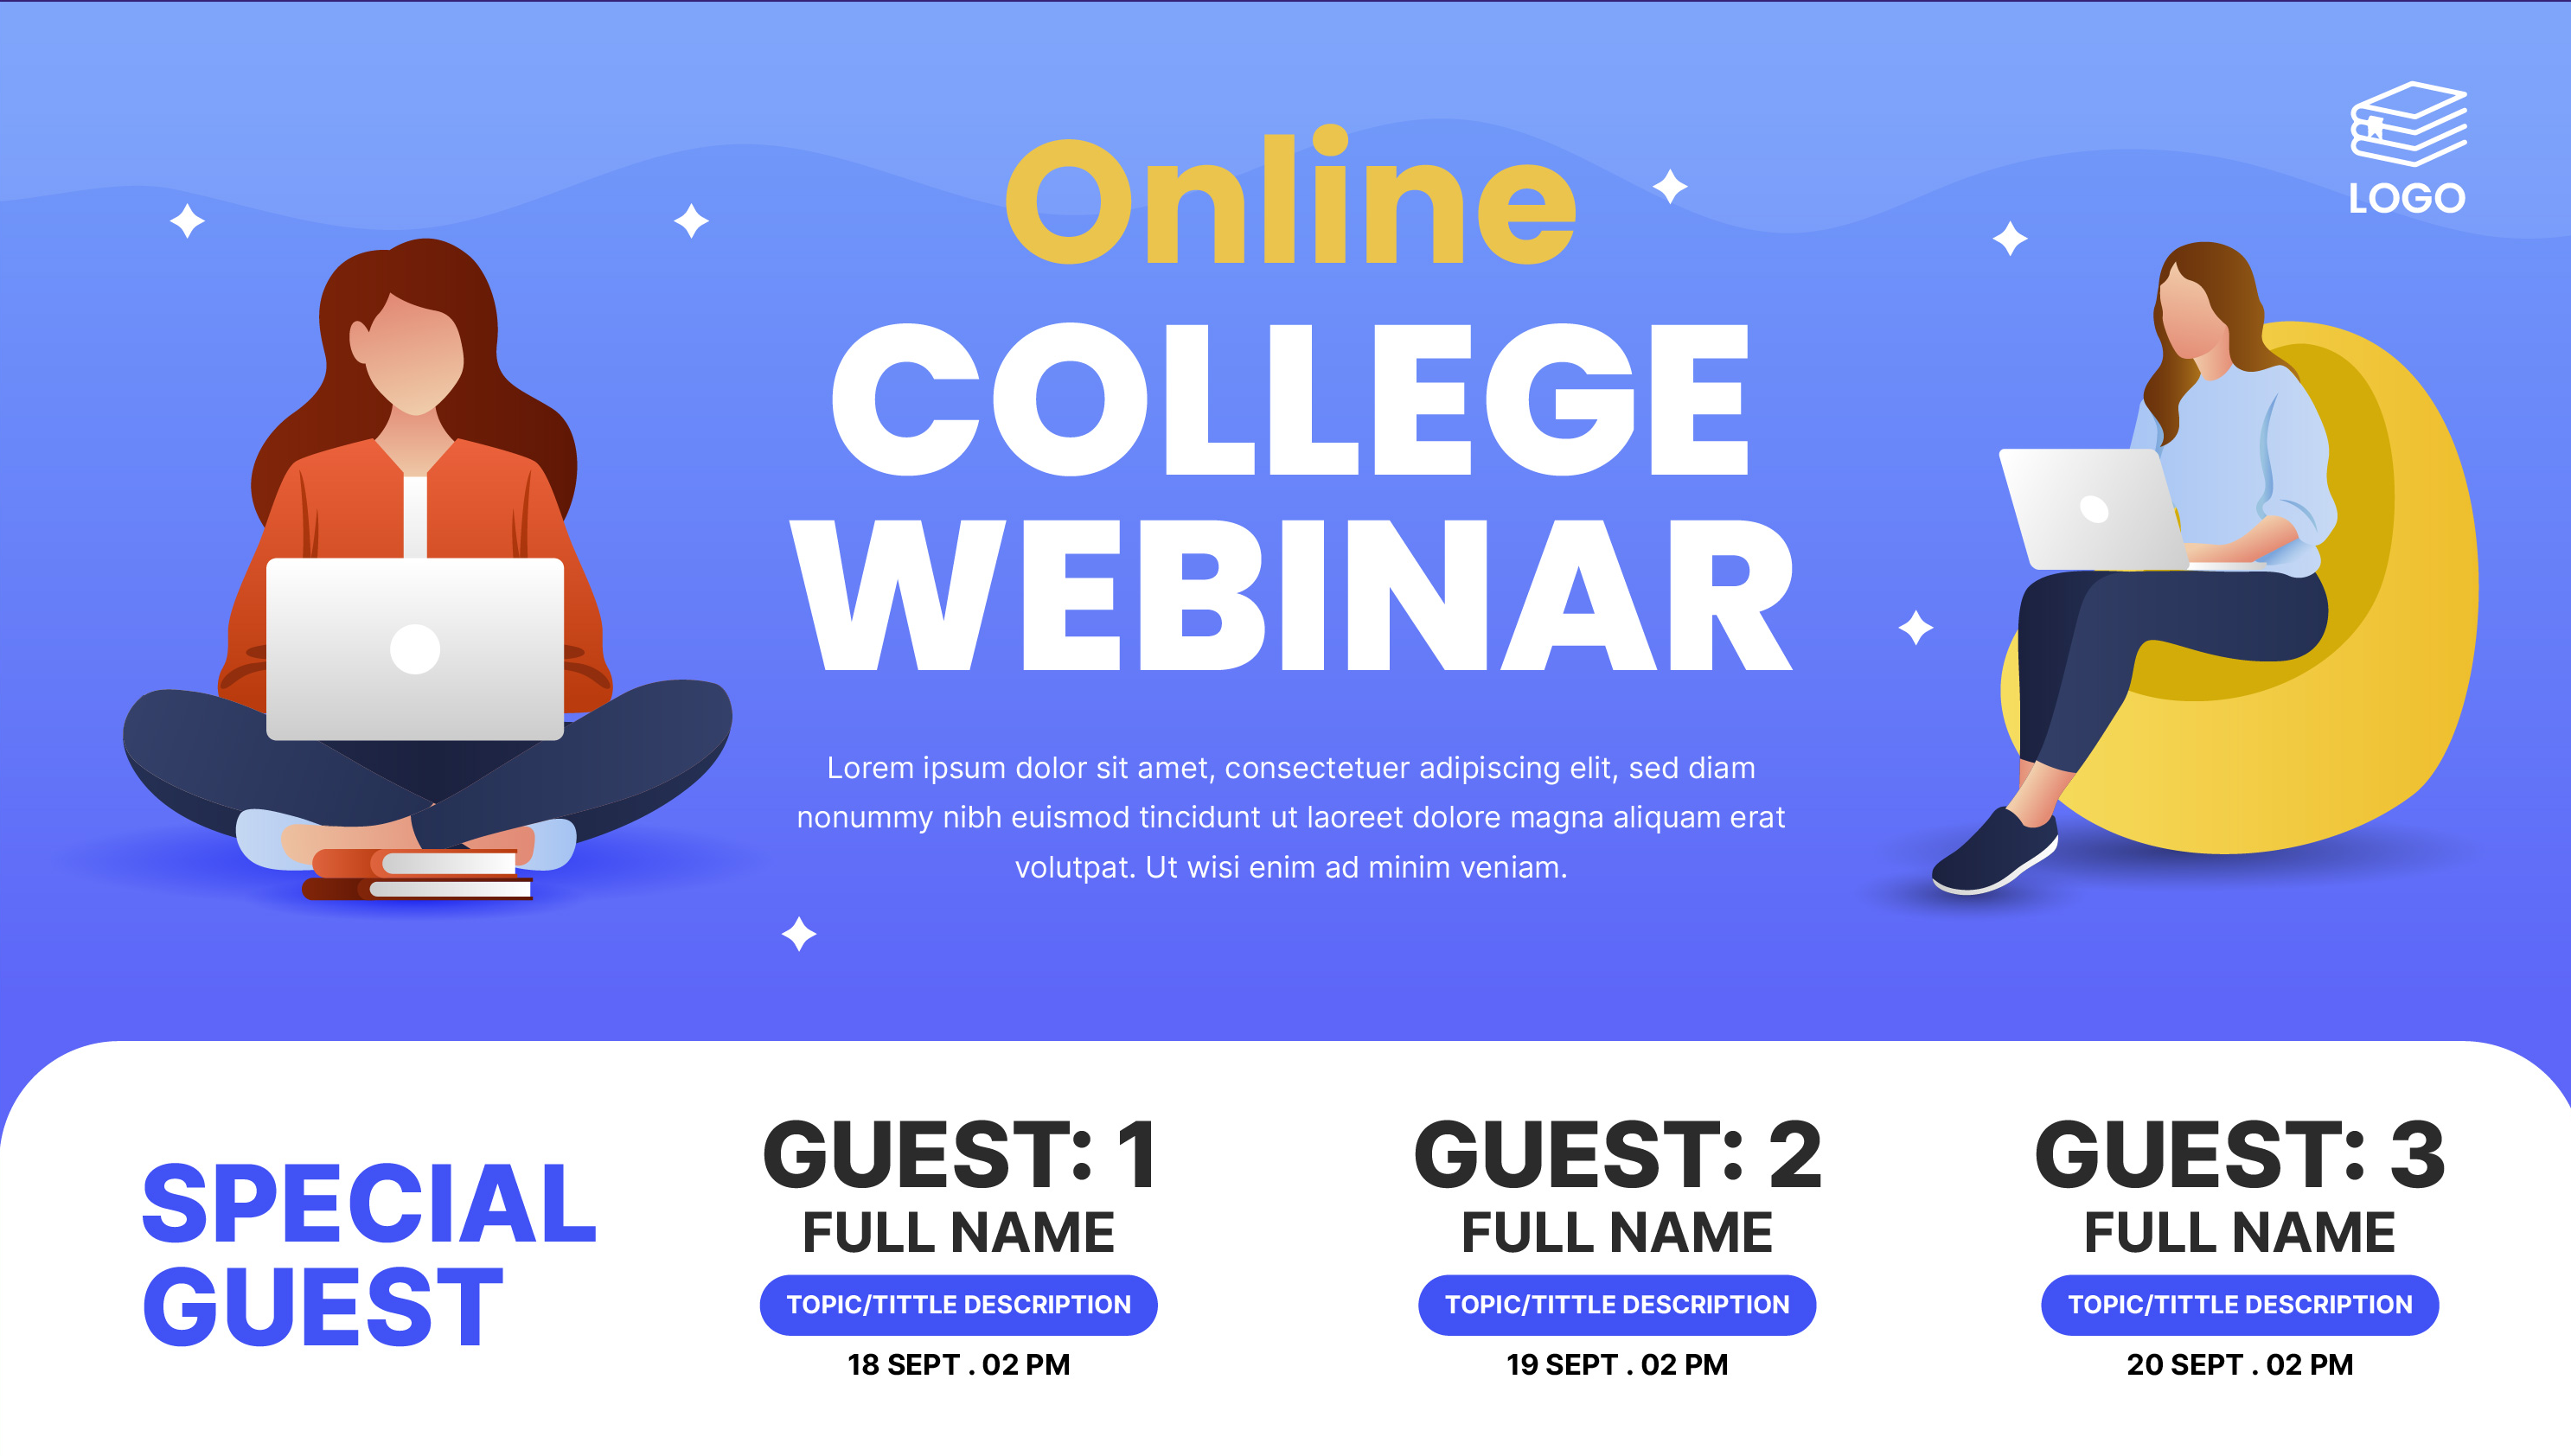 LOGO
Online
COLLEGE
WEBINAR
Lorem ipsum dolor sit amet, consectetuer adipiscing elit, sed diam
nonummy nibh euismod tincidunt ut laoreet dolore magna aliquam erat
volutpat. Ut wisi enim ad minim veniam.
SPECIAL
GUEST
GUEST: 1
FULL NAME
TOPIC/TITTLE DESCRIPTION
18 SEPT . 02 PM
GUEST: 2
FULL NAME
TOPIC/TITTLE DESCRIPTION
19 SEPT . 02 PM
GUEST: 3
FULL NAME
TOPIC/TITTLE DESCRIPTION
20 SEPT . 02 PM